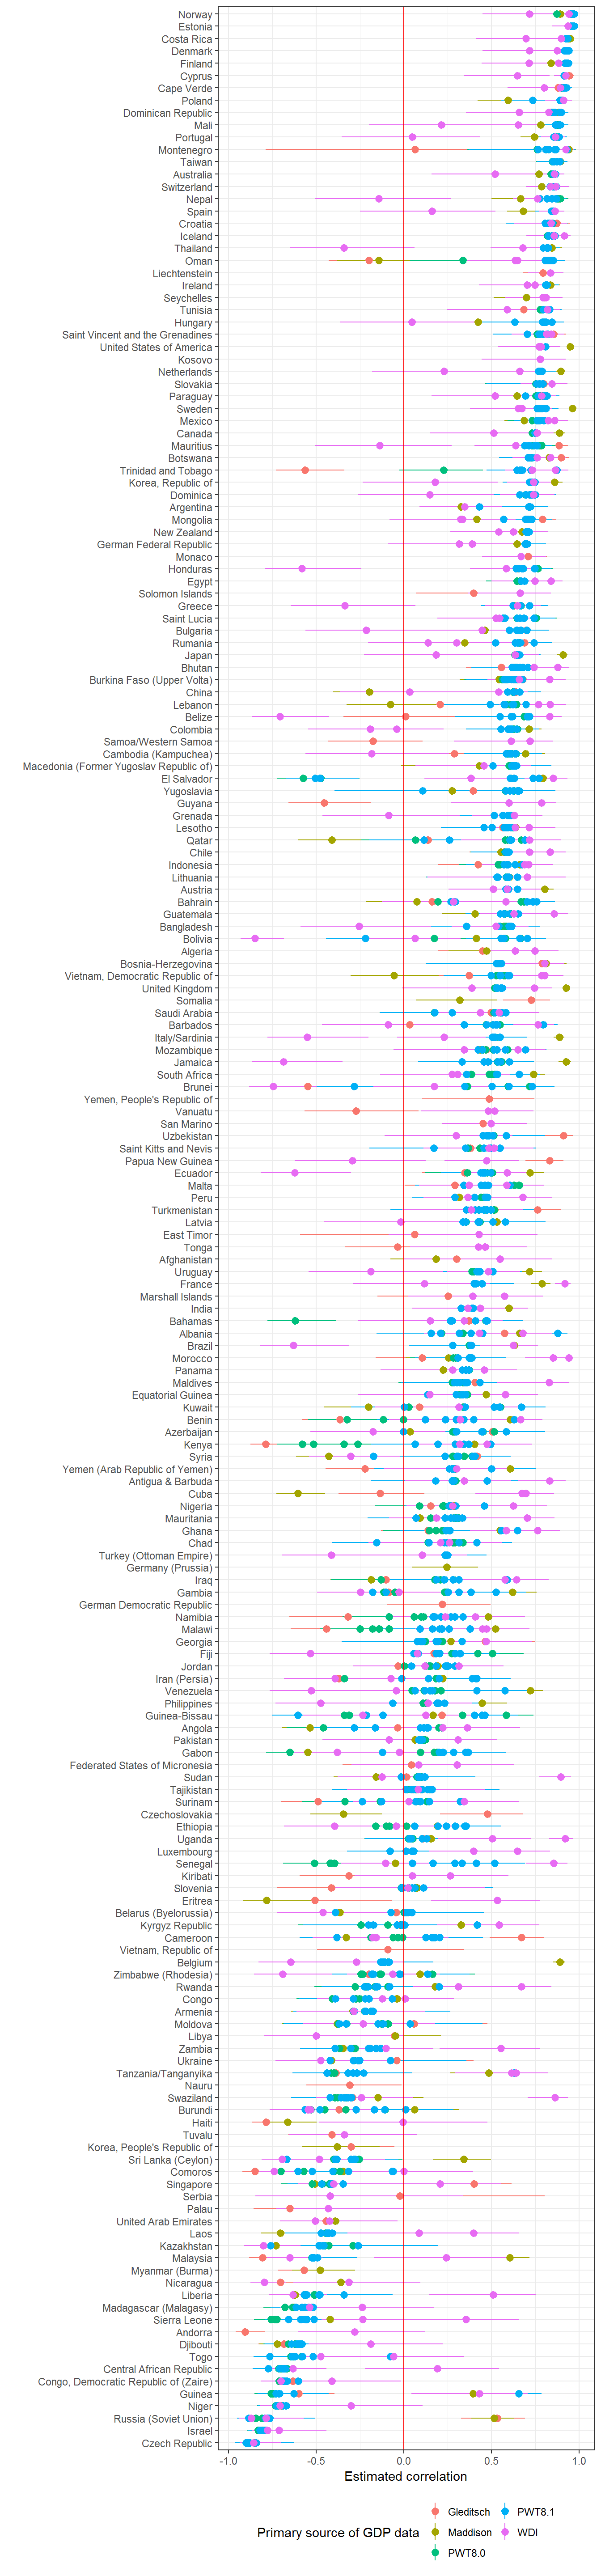 Norway
Estonia
Costa Rica
Denmark
Finland
Cyprus
Cape Verde
Poland
Dominican Republic
Mali
Portugal
Montenegro
Taiwan
Australia
Switzerland
Nepal
Spain
Croatia
Iceland
Thailand
Oman
Liechtenstein
Ireland
Seychelles
Tunisia
Hungary
Saint Vincent and the Grenadines
United States of America
Kosovo
Netherlands
Slovakia
Paraguay
Sweden
Mexico
Canada
Mauritius
Botswana
Trinidad and Tobago
Korea, Republic of
Dominica
Argentina
Mongolia
New Zealand
German Federal Republic
Monaco
Honduras
Egypt
Solomon Islands
Greece
Saint Lucia
Bulgaria
Rumania
Japan
Bhutan
Burkina Faso (Upper Volta)
China
Lebanon
Belize
Colombia
Samoa/Western Samoa
Cambodia (Kampuchea)
Macedonia (Former Yugoslav Republic of)
El Salvador
Yugoslavia
Guyana
Grenada
Lesotho
Qatar
Chile
Indonesia
Lithuania
Austria
Bahrain
Guatemala
Bangladesh
Bolivia
Algeria
Bosnia-Herzegovina
Vietnam, Democratic Republic of
United Kingdom
Somalia
Saudi Arabia
Barbados
Italy/Sardinia
Mozambique
Jamaica
South Africa
Brunei
Yemen, People's Republic of
Vanuatu
San Marino
Uzbekistan
Saint Kitts and Nevis
Papua New Guinea
Ecuador
Malta
Peru
Turkmenistan
Latvia
East Timor
Tonga
Afghanistan
Uruguay
France
Marshall Islands
India
Bahamas
Albania
Brazil
Morocco
Panama
Maldives
Equatorial Guinea
Kuwait
Benin
Azerbaijan
Kenya
Syria
Yemen (Arab Republic of Yemen)
Antigua & Barbuda
Cuba
Nigeria
Mauritania
Ghana
Chad
Turkey (Ottoman Empire)
Germany (Prussia)
Iraq
Gambia
German Democratic Republic
Namibia
Malawi
Georgia
Fiji
Jordan
Iran (Persia)
Venezuela
Philippines
Guinea-Bissau
Angola
Pakistan
Gabon
Federated States of Micronesia
Sudan
Tajikistan
Surinam
Czechoslovakia
Ethiopia
Uganda
Luxembourg
Senegal
Kiribati
Slovenia
Eritrea
Belarus (Byelorussia)
Kyrgyz Republic
Cameroon
Vietnam, Republic of
Belgium
Zimbabwe (Rhodesia)
Rwanda
Congo
Armenia
Moldova
Libya
Zambia
Ukraine
Tanzania/Tanganyika
Nauru
Swaziland
Burundi
Haiti
Tuvalu
Korea, People's Republic of
Sri Lanka (Ceylon)
Comoros
Singapore
Serbia
Palau
United Arab Emirates
Laos
Kazakhstan
Malaysia
Myanmar (Burma)
Nicaragua
Liberia
Madagascar (Malagasy)
Sierra Leone
Andorra
Djibouti
Togo
Central African Republic
Congo, Democratic Republic of (Zaire)
Guinea
Niger
Russia (Soviet Union)
Israel
Czech Republic
-1.0 -0.5 0.0 0.5 1.0
Estimated correlation
Primary source of GDP data
Gleditsch PWT8.1
Maddison WDI
PWT8.0